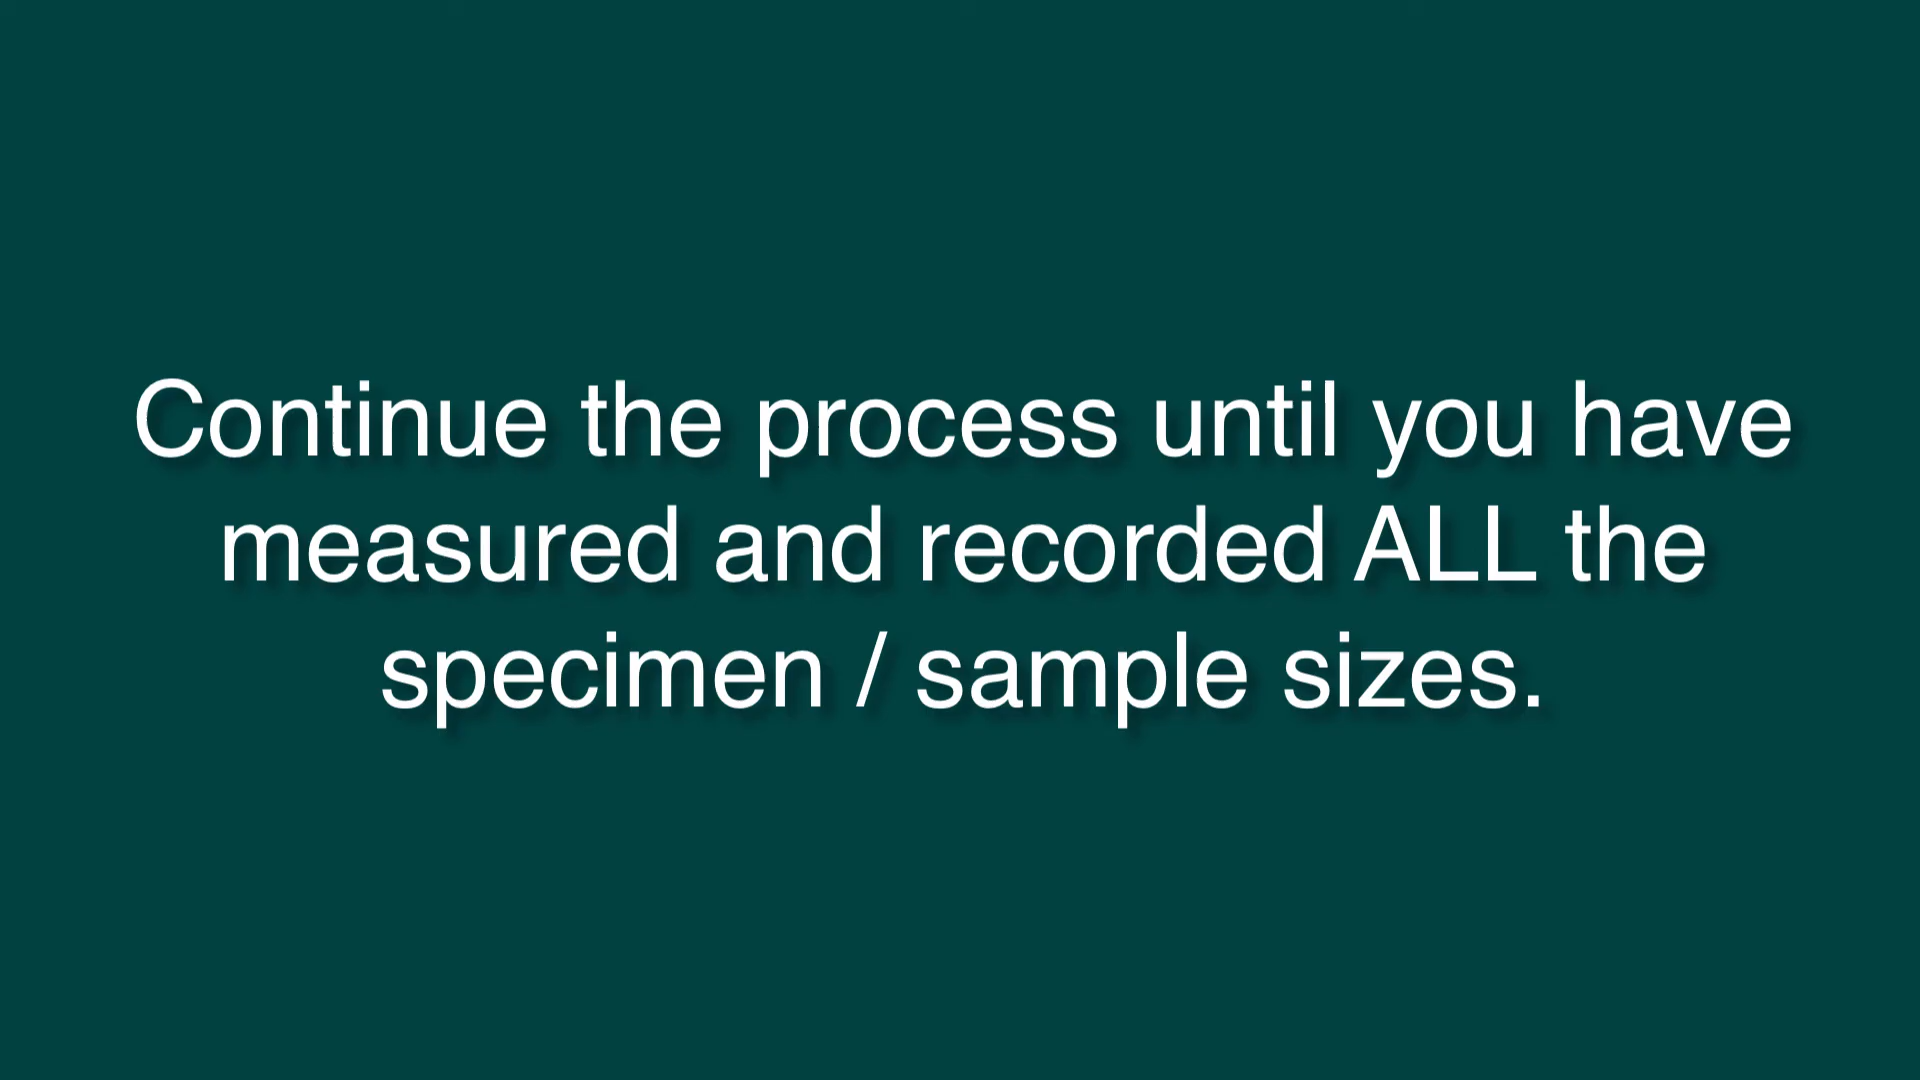 Continue the process until you have
measured and recorded ALL the
specimen / sample sizes.